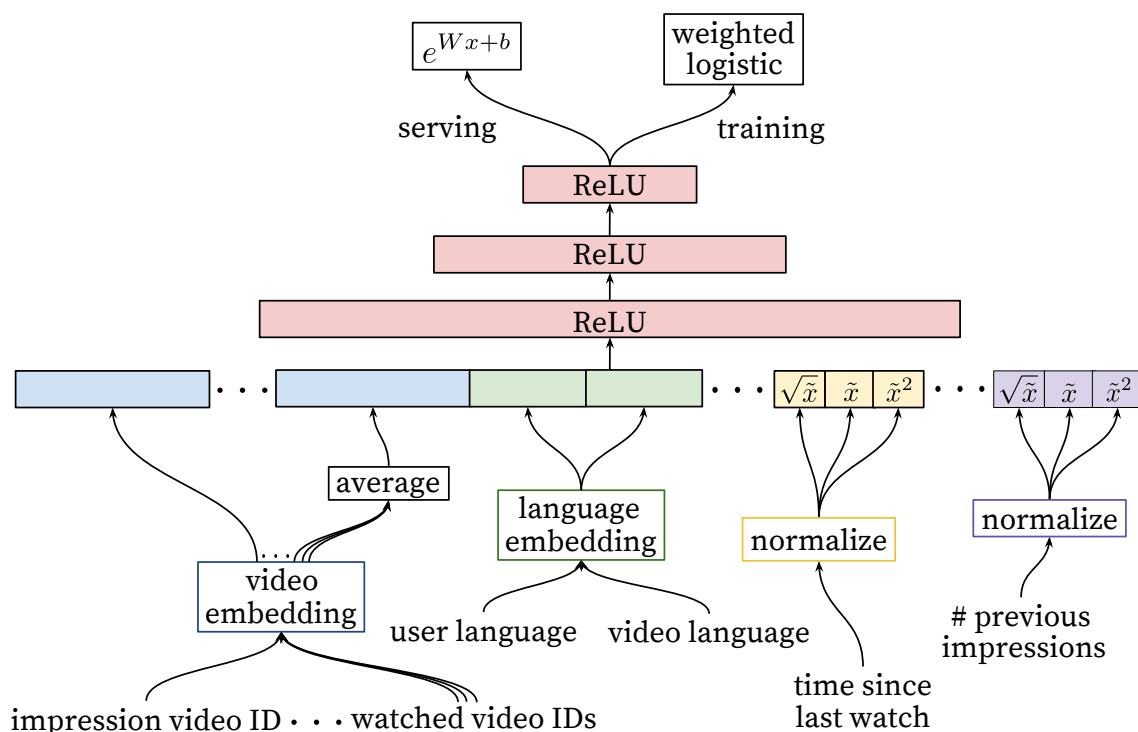 e^{Wx+b}
weighted
logistic
serving
training
ReLU
ReLU
ReLU
· · ·
· · ·
√x̃ x̃ x̃²
· · ·
√x̃ x̃ x̃²
average
language
embedding
normalize
normalize
· · · ·
video
embedding
user language
video language
# previous
impressions
time since
last watch
impression video ID · · · watched video IDs